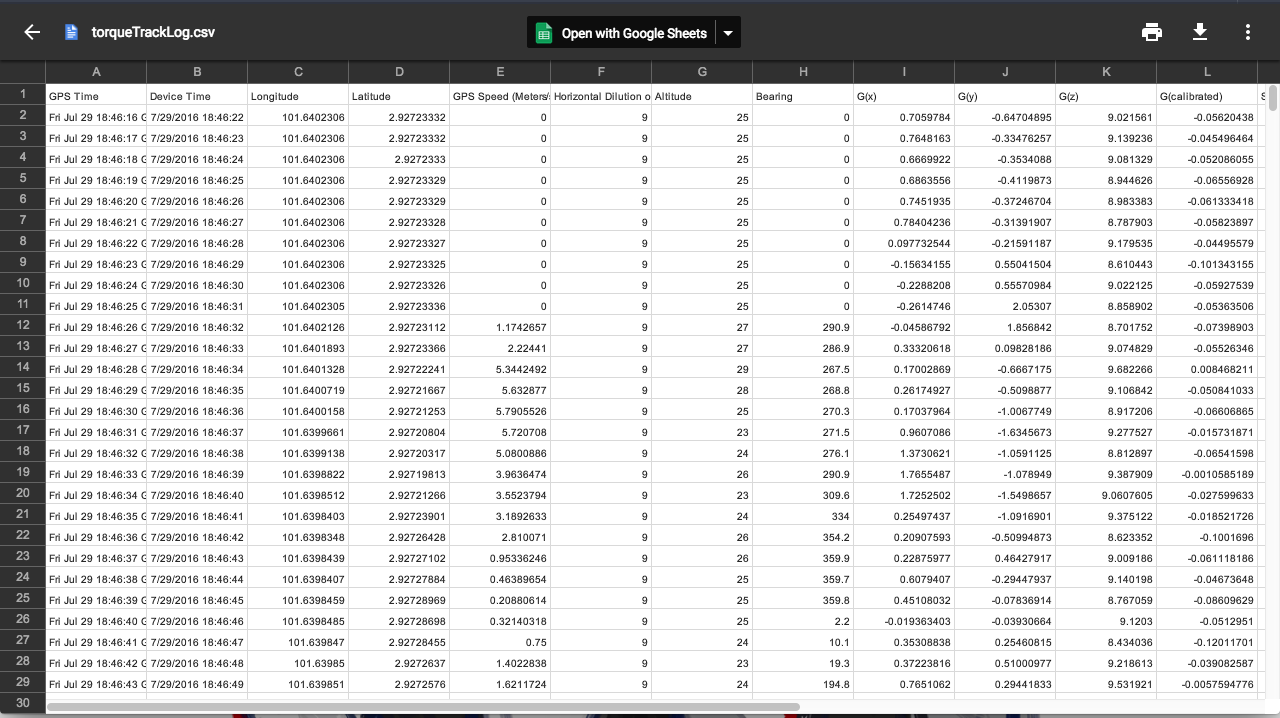 torqueTrackLog.csv
Open with Google Sheets
A B C D E F G H I J K L
1 GPS Time Device Time Longitude Latitude GPS Speed (Meters/ Horizontal Dilution o Altitude Bearing G(x) G(y) G(z) G(calibrated)
2 Fri Jul 29 18:46:16 G 7/29/2016 18:46:22 101.6402306 2.92723332 0 9 25 0 0.7059784 -0.64704895 9.021561 -0.05620438
3 Fri Jul 29 18:46:17 G 7/29/2016 18:46:23 101.6402306 2.92723332 0 9 25 0 0.7648163 -0.33476257 9.139236 -0.045496464
4 Fri Jul 29 18:46:18 G 7/29/2016 18:46:24 101.6402306 2.9272333 0 9 25 0 0.6669922 -0.3534088 9.081329 -0.052086055
5 Fri Jul 29 18:46:19 G 7/29/2016 18:46:25 101.6402306 2.92723329 0 9 25 0 0.6863556 -0.4119873 8.944626 -0.06556928
6 Fri Jul 29 18:46:20 G 7/29/2016 18:46:26 101.6402306 2.92723329 0 9 25 0 0.7451935 -0.37246704 8.983383 -0.061333418
7 Fri Jul 29 18:46:21 G 7/29/2016 18:46:27 101.6402306 2.92723328 0 9 25 0 0.78404236 -0.31391907 8.787903 -0.05823897
8 Fri Jul 29 18:46:22 G 7/29/2016 18:46:28 101.6402306 2.92723327 0 9 25 0 0.097732544 -0.21591187 9.179535 -0.04495579
9 Fri Jul 29 18:46:23 G 7/29/2016 18:46:29 101.6402306 2.92723325 0 9 25 0 -0.15634155 0.55041504 8.610443 -0.101343155
10 Fri Jul 29 18:46:24 G 7/29/2016 18:46:30 101.6402306 2.92723326 0 9 25 0 -0.2288208 0.55570984 9.022125 -0.05927539
11 Fri Jul 29 18:46:25 G 7/29/2016 18:46:31 101.6402305 2.92723336 0 9 25 0 -0.2614746 2.05307 8.858902 -0.05363506
12 Fri Jul 29 18:46:26 G 7/29/2016 18:46:32 101.6402126 2.92723112 1.1742657 9 27 290.9 -0.04586792 1.856842 8.701752 -0.07398903
13 Fri Jul 29 18:46:27 G 7/29/2016 18:46:33 101.6401893 2.92723366 2.22441 9 27 286.9 0.33320618 0.09828186 9.074829 -0.05526346
14 Fri Jul 29 18:46:28 G 7/29/2016 18:46:34 101.6401328 2.92722241 5.3442492 9 29 267.5 0.17002869 -0.6667175 9.682266 0.008468211
15 Fri Jul 29 18:46:29 G 7/29/2016 18:46:35 101.6400719 2.92721667 5.632877 9 28 268.8 0.26174927 -0.5098877 9.106842 -0.050841033
16 Fri Jul 29 18:46:30 G 7/29/2016 18:46:36 101.6400158 2.92721253 5.7905526 9 25 270.3 0.17037964 -1.0067749 8.917206 -0.06606865
17 Fri Jul 29 18:46:31 G 7/29/2016 18:46:37 101.6399661 2.92720804 5.720708 9 23 271.5 0.9607086 -1.6345673 9.277527 -0.015731871
18 Fri Jul 29 18:46:32 G 7/29/2016 18:46:38 101.6399138 2.92720317 5.0800886 9 24 276.1 1.3730621 -1.0591125 8.812897 -0.06541598
19 Fri Jul 29 18:46:33 G 7/29/2016 18:46:39 101.6398822 2.92719813 3.9636474 9 26 290.9 1.7655487 -1.078949 9.387909 -0.0010585189
20 Fri Jul 29 18:46:34 G 7/29/2016 18:46:40 101.6398512 2.92721266 3.5523794 9 23 309.6 1.7252502 -1.5498657 9.0607605 -0.027599633
21 Fri Jul 29 18:46:35 G 7/29/2016 18:46:41 101.6398403 2.92723901 3.1892633 9 24 334 0.25497437 -1.0916901 9.375122 -0.018521726
22 Fri Jul 29 18:46:36 G 7/29/2016 18:46:42 101.6398348 2.92726428 2.810071 9 26 354.2 0.20907593 -0.50994873 8.623352 -0.1001696
23 Fri Jul 29 18:46:37 G 7/29/2016 18:46:43 101.6398439 2.92727102 0.95336246 9 26 359.9 0.22875977 0.46427917 9.009186 -0.061118186
24 Fri Jul 29 18:46:38 G 7/29/2016 18:46:44 101.6398407 2.92727884 0.46389654 9 25 359.7 0.6079407 -0.29447937 9.140198 -0.04673648
25 Fri Jul 29 18:46:39 G 7/29/2016 18:46:45 101.6398459 2.92728969 0.20880614 9 25 359.8 0.45108032 -0.07836914 8.767059 -0.08609629
26 Fri Jul 29 18:46:40 G 7/29/2016 18:46:46 101.6398485 2.92728698 0.32140318 9 25 2.2 -0.019363403 -0.03930664 9.1203 -0.0512951
27 Fri Jul 29 18:46:41 G 7/29/2016 18:46:47 101.639847 2.92728455 0.75 9 24 10.1 0.35308838 0.25460815 8.434036 -0.12011701
28 Fri Jul 29 18:46:42 G 7/29/2016 18:46:48 101.63985 2.9272637 1.4022838 9 23 19.3 0.37223816 0.51000977 9.218613 -0.039082587
29 Fri Jul 29 18:46:43 G 7/29/2016 18:46:49 101.639851 2.9272576 1.6211724 9 24 194.8 0.7651062 0.29441833 9.531921 -0.0057594776
30